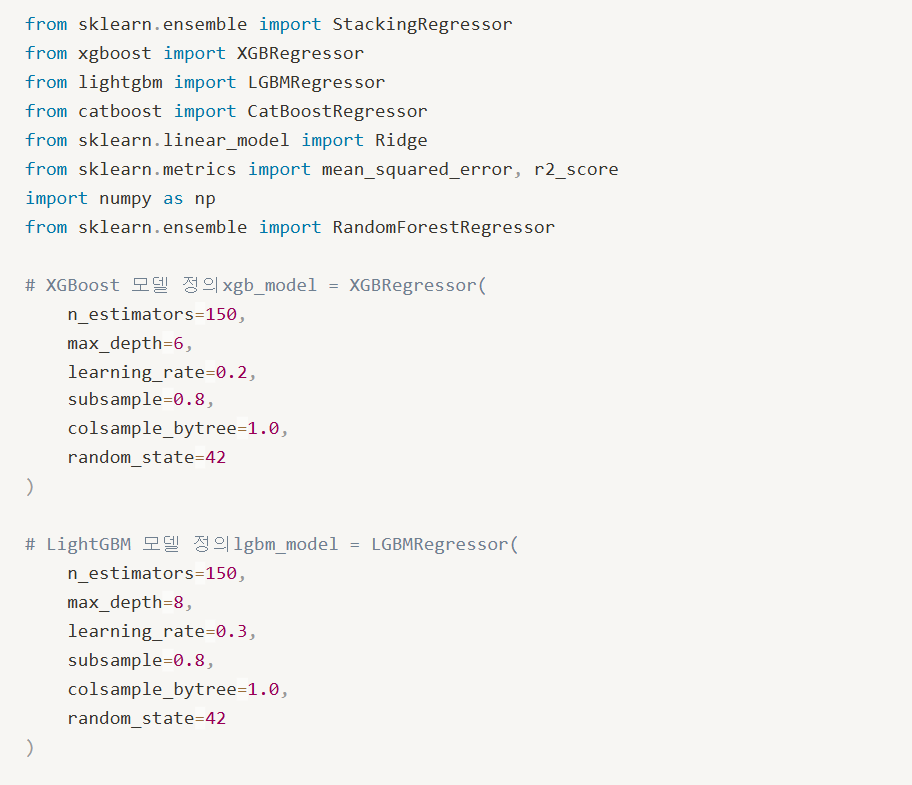 from sklearn.ensemble import StackingRegressor
from xgboost import XGBRegressor
from lightgbm import LGBMRegressor
from catboost import CatBoostRegressor
from sklearn.linear_model import Ridge
from sklearn.metrics import mean_squared_error, r2_score
import numpy as np
from sklearn.ensemble import RandomForestRegressor

# XGBoost 모델 정의xgb_model = XGBRegressor(
    n_estimators=150,
    max_depth=6,
    learning_rate=0.2,
    subsample=0.8,
    colsample_bytree=1.0,
    random_state=42
)

# LightGBM 모델 정의lgbm_model = LGBMRegressor(
    n_estimators=150,
    max_depth=8,
    learning_rate=0.3,
    subsample=0.8,
    colsample_bytree=1.0,
    random_state=42
)